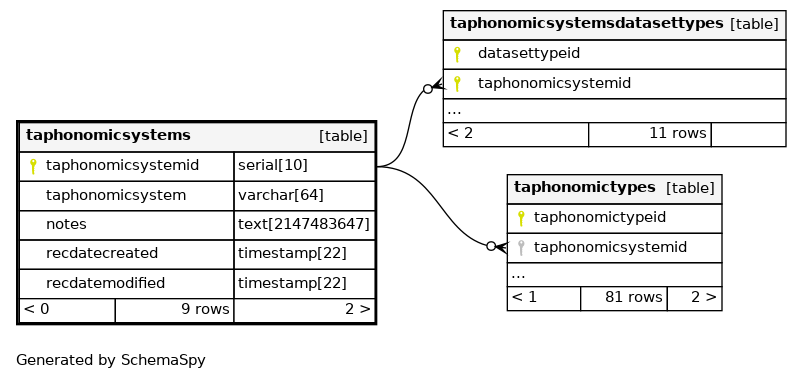 taphonomicsystemsdatasettypes [table]
datasettypeid
taphonomicsystemid
...
< 2 11 rows
taphonomicsystems [table]
taphonomicsystemid serial[10]
taphonomicsystem varchar[64]
notes text[2147483647]
recdatecreated timestamp[22]
recdatemodified timestamp[22]
< 0 9 rows 2 >
taphonomictypes [table]
taphonomictypeid
taphonomicsystemid
...
< 1 81 rows 2 >
Generated by SchemaSpy